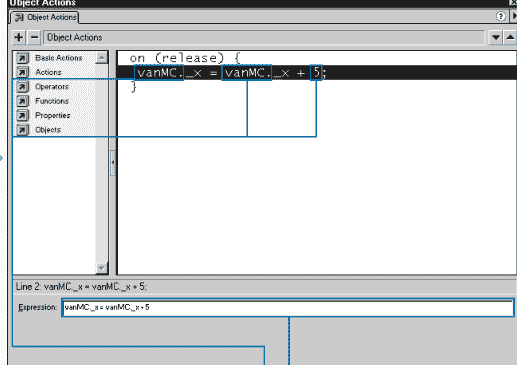 Object Actions
Object Actions
?
+ − Object Actions
Basic Actions
Actions
Operators
Functions
Properties
Objects
on (release) {
vanMC._x = vanMC._x + 5;
}
Line 2: vanMC._x = vanMC._x + 5;
Expression: vanMC._x = vanMC._x + 5